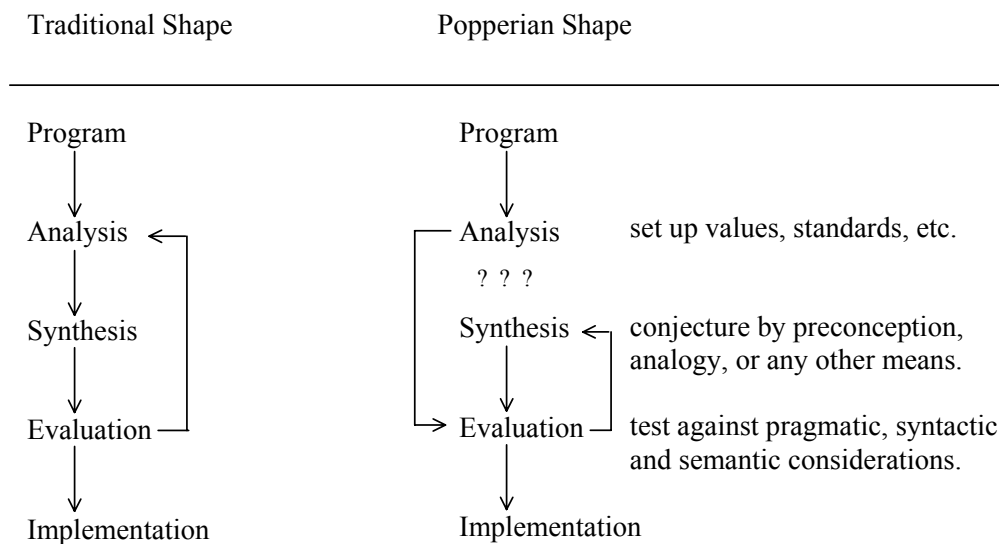 Traditional Shape
Popperian Shape
Program
Analysis
Synthesis
Evaluation
Implementation
Program
Analysis
set up values, standards, etc.
? ? ?
Synthesis
conjecture by preconception,
analogy, or any other means.
Evaluation
test against pragmatic, syntactic
and semantic considerations.
Implementation